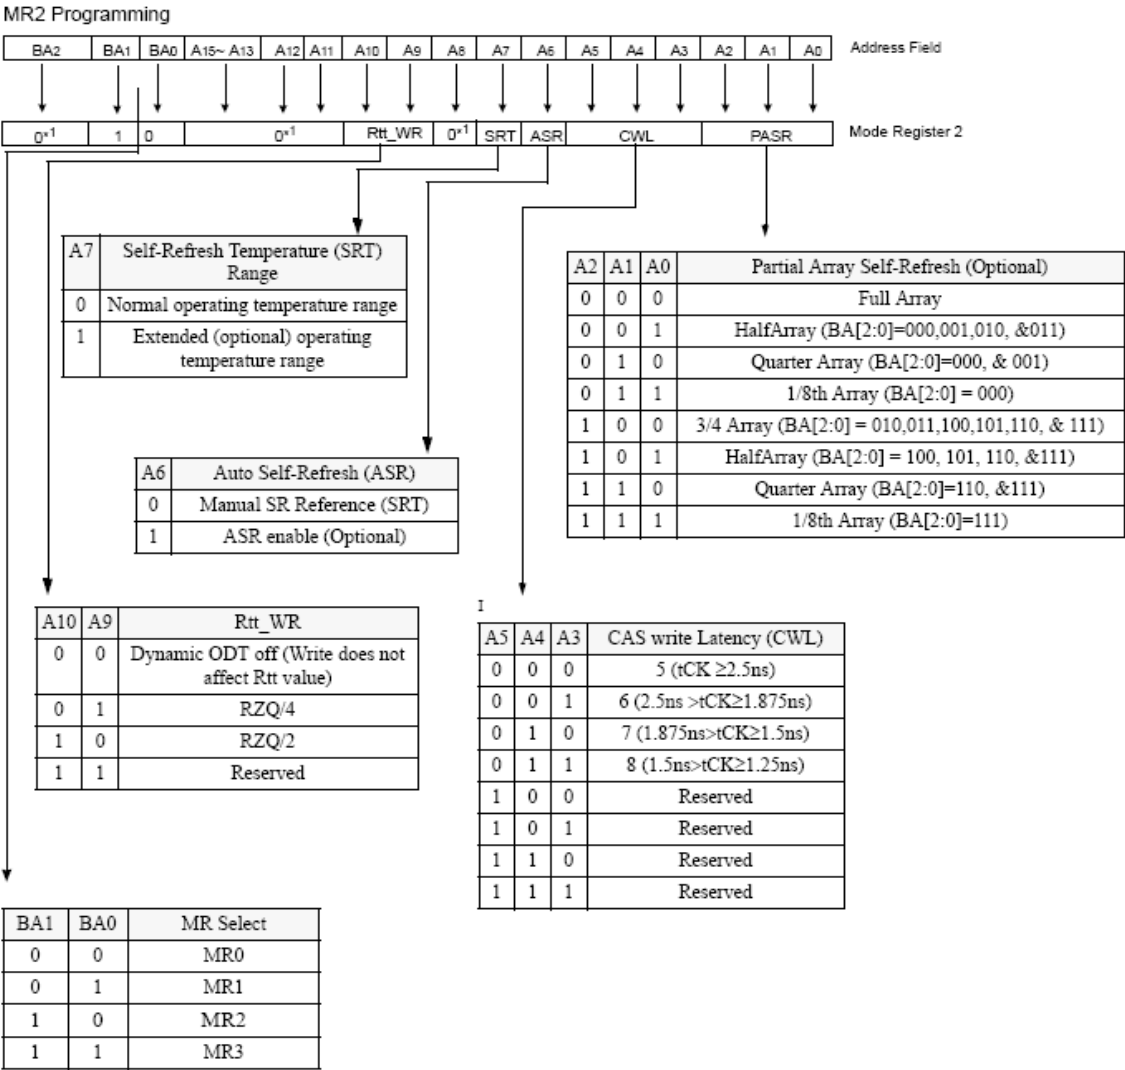 MR2 Programming
BA2 BA1 BA0 A15~ A13 A12 A11 A10 A9 A8 A7 A6 A5 A4 A3 A2 A1 A0 Address Field
0*1 1 0 0*1 Rtt_WR 0*1 SRT ASR CWL PASR Mode Register 2
A7 Self-Refresh Temperature (SRT)
Range
0 Normal operating temperature range
1 Extended (optional) operating
temperature range
A2 A1 A0 Partial Array Self-Refresh (Optional)
0 0 0 Full Array
0 0 1 HalfArray (BA[2:0]=000,001,010, &011)
0 1 0 Quarter Array (BA[2:0]=000, & 001)
0 1 1 1/8th Array (BA[2:0] = 000)
1 0 0 3/4 Array (BA[2:0] = 010,011,100,101,110, & 111)
1 0 1 HalfArray (BA[2:0] = 100, 101, 110, &111)
1 1 0 Quarter Array (BA[2:0]=110, &111)
1 1 1 1/8th Array (BA[2:0]=111)
A6 Auto Self-Refresh (ASR)
0 Manual SR Reference (SRT)
1 ASR enable (Optional)
A10 A9 Rtt_WR
0 0 Dynamic ODT off (Write does not
affect Rtt value)
0 1 RZQ/4
1 0 RZQ/2
1 1 Reserved
I
A5 A4 A3 CAS write Latency (CWL)
0 0 0 5 (tCK ≥2.5ns)
0 0 1 6 (2.5ns >tCK≥1.875ns)
0 1 0 7 (1.875ns>tCK≥1.5ns)
0 1 1 8 (1.5ns>tCK≥1.25ns)
1 0 0 Reserved
1 0 1 Reserved
1 1 0 Reserved
1 1 1 Reserved
BA1 BA0 MR Select
0 0 MR0
0 1 MR1
1 0 MR2
1 1 MR3